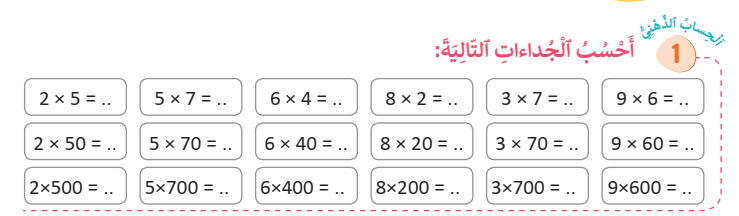 اَلْحِسابُ الذِّهْنِيُّ
1 أَحْسُبُ ٱلْجُداءاتِ ٱلتّالِيَةَ:
2 × 5 = .. 5 × 7 = .. 6 × 4 = .. 8 × 2 = .. 3 × 7 = .. 9 × 6 = ..
2 × 50 = .. 5 × 70 = .. 6 × 40 = .. 8 × 20 = .. 3 × 70 = .. 9 × 60 = ..
2×500 = .. 5×700 = .. 6×400 = .. 8×200 = .. 3×700 = .. 9×600 = ..